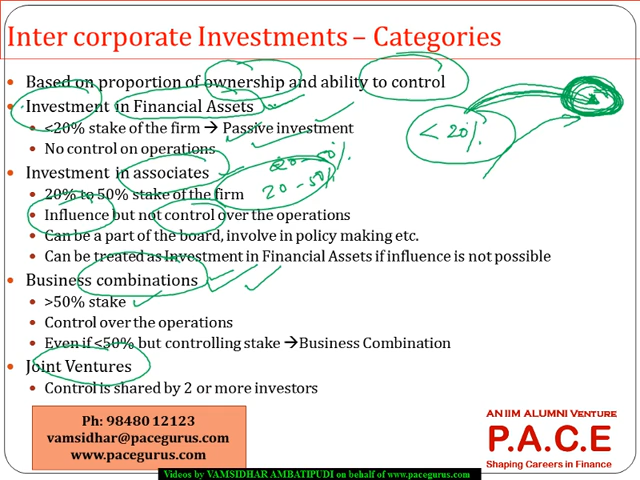 Inter corporate Investments – Categories
• Based on proportion of ownership and ability to control
• Investment in Financial Assets
• <20% stake of the firm → Passive investment
• No control on operations
< 20%
• Investment in associates
20 - 50%
• 20% to 50% stake of the firm
• Influence but not control over the operations
• Can be a part of the board, involve in policy making etc.
• Can be treated as Investment in Financial Assets if influence is not possible
• Business combinations
• >50% stake
• Control over the operations
• Even if <50% but controlling stake →Business Combination
• Joint Ventures
• Control is shared by 2 or more investors
Ph: 98480 12123
vamsidhar@pacegurus.com
www.pacegurus.com
AN IIM ALUMNI VENTURE
P.A.C.E
Shaping Careers in Finance
Videos by VAMSIDHAR AMBATIPUDI on behalf of www.pacegurus.com